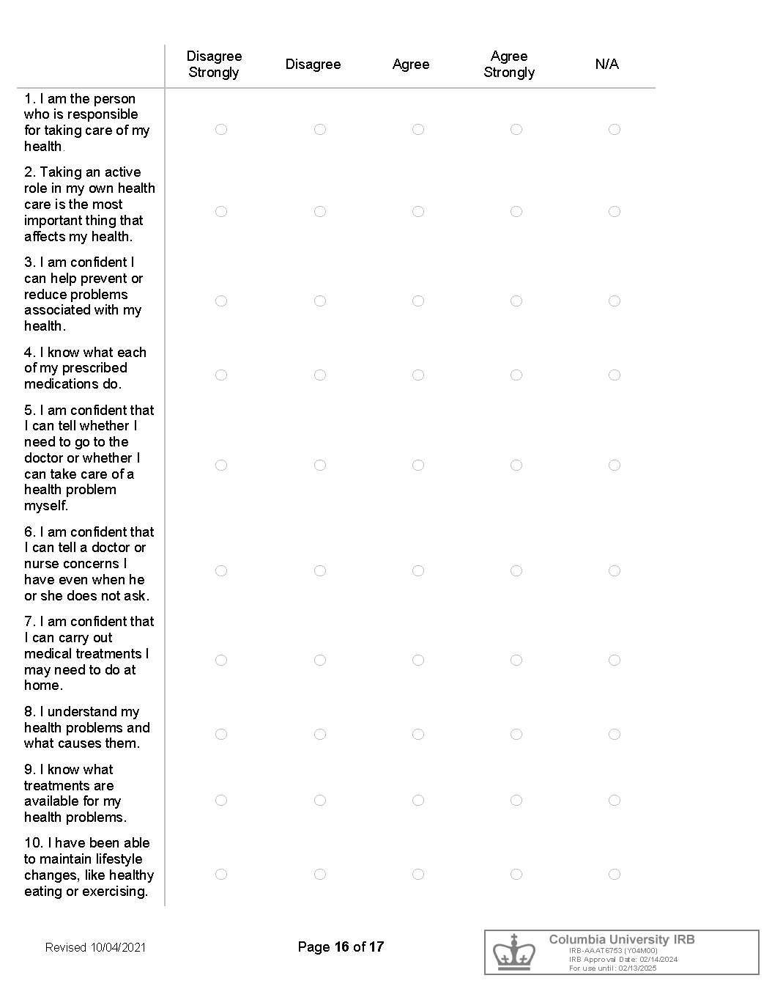 Disagree Strongly
Disagree
Agree
Agree Strongly
N/A
1. I am the person
who is responsible
for taking care of my
health.
2. Taking an active
role in my own health
care is the most
important thing that
affects my health.
3. I am confident I
can help prevent or
reduce problems
associated with my
health.
4. I know what each
of my prescribed
medications do.
5. I am confident that
I can tell whether I
need to go to the
doctor or whether I
can take care of a
health problem
myself.
6. I am confident that
I can tell a doctor or
nurse concerns I
have even when he
or she does not ask.
7. I am confident that
I can carry out
medical treatments I
may need to do at
home.
8. I understand my
health problems and
what causes them.
9. I know what
treatments are
available for my
health problems.
10. I have been able
to maintain lifestyle
changes, like healthy
eating or exercising.
Revised 10/04/2021
Page 16 of 17
Columbia University IRB
IRB-AAAT6753 (Y04M00)
IRB Approval Date: 02/14/2024
For use until: 02/13/2025